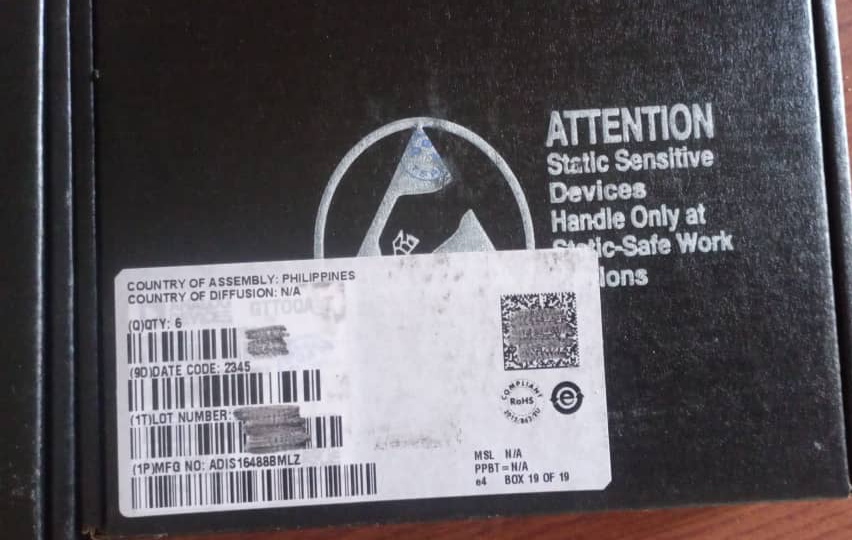 ATTENTION
Static Sensitive
Devices
Handle Only at
Static-Safe Work
ions
COUNTRY OF ASSEMBLY: PHILIPPINES
COUNTRY OF DIFFUSION: N/A
(Q)QTY: 6
(9D)DATE CODE: 2345
(1T)LOT NUMBER:
(1P)MFG NO: ADIS16488BMLZ
COMPLIANT
RoHS
e
MSL N/A
PPBT = N/A
e4 BOX 19 OF 19